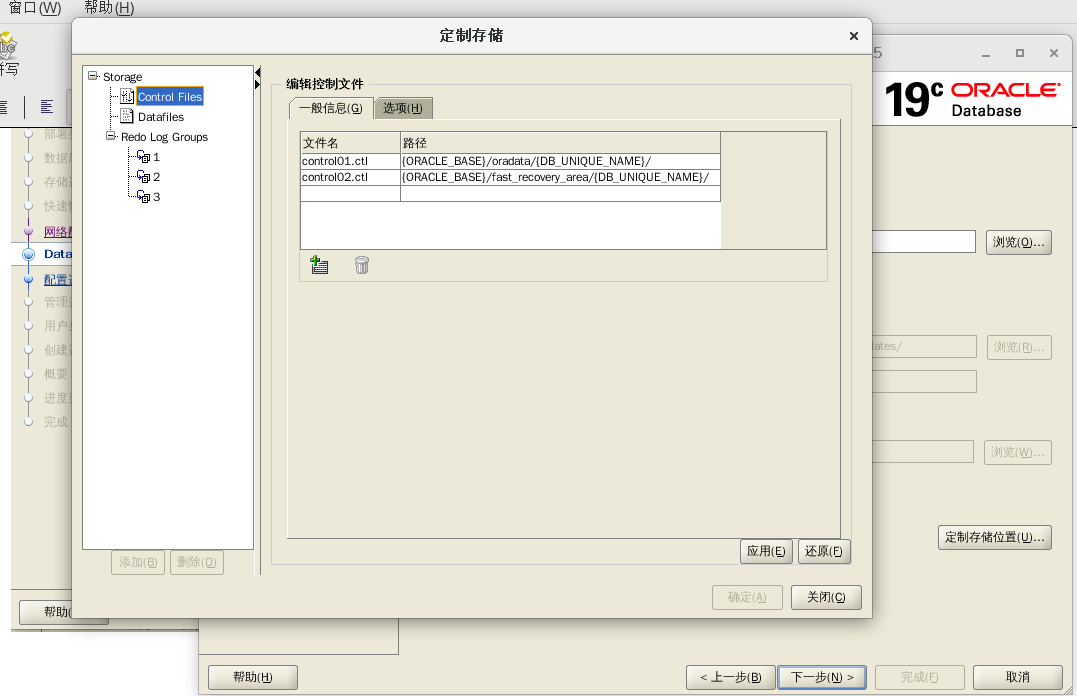 窗口(W) 帮助(H)
定制存储
19c ORACLE
Database
Storage
Control Files
Datafiles
Redo Log Groups
1
2
3
编辑控制文件
一般信息(G) 选项(H)
文件名 路径
control01.ctl {ORACLE_BASE}/oradata/{DB_UNIQUE_NAME}/
control02.ctl {ORACLE_BASE}/fast_recovery_area/{DB_UNIQUE_NAME}/
添加(B) 删除(D)
应用(E) 还原(F)
确定(A) 关闭(C)
拼写
部署
数据
存储
快速
网络
Data
配置
管理
用户
创建
概要
进度
完成
浏览(O)...
ates/
浏览(R)...
浏览(W)...
定制存储位置(U)...
帮助(
帮助(H)
< 上一步(B) 下一步(N) > 完成(F) 取消